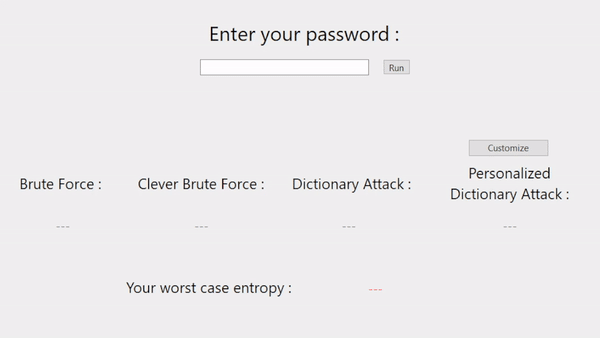 Enter your password :
Run
Customize
Brute Force :
Clever Brute Force :
Dictionary Attack :
Personalized
Dictionary Attack :
---
---
---
---
Your worst case entropy :
---